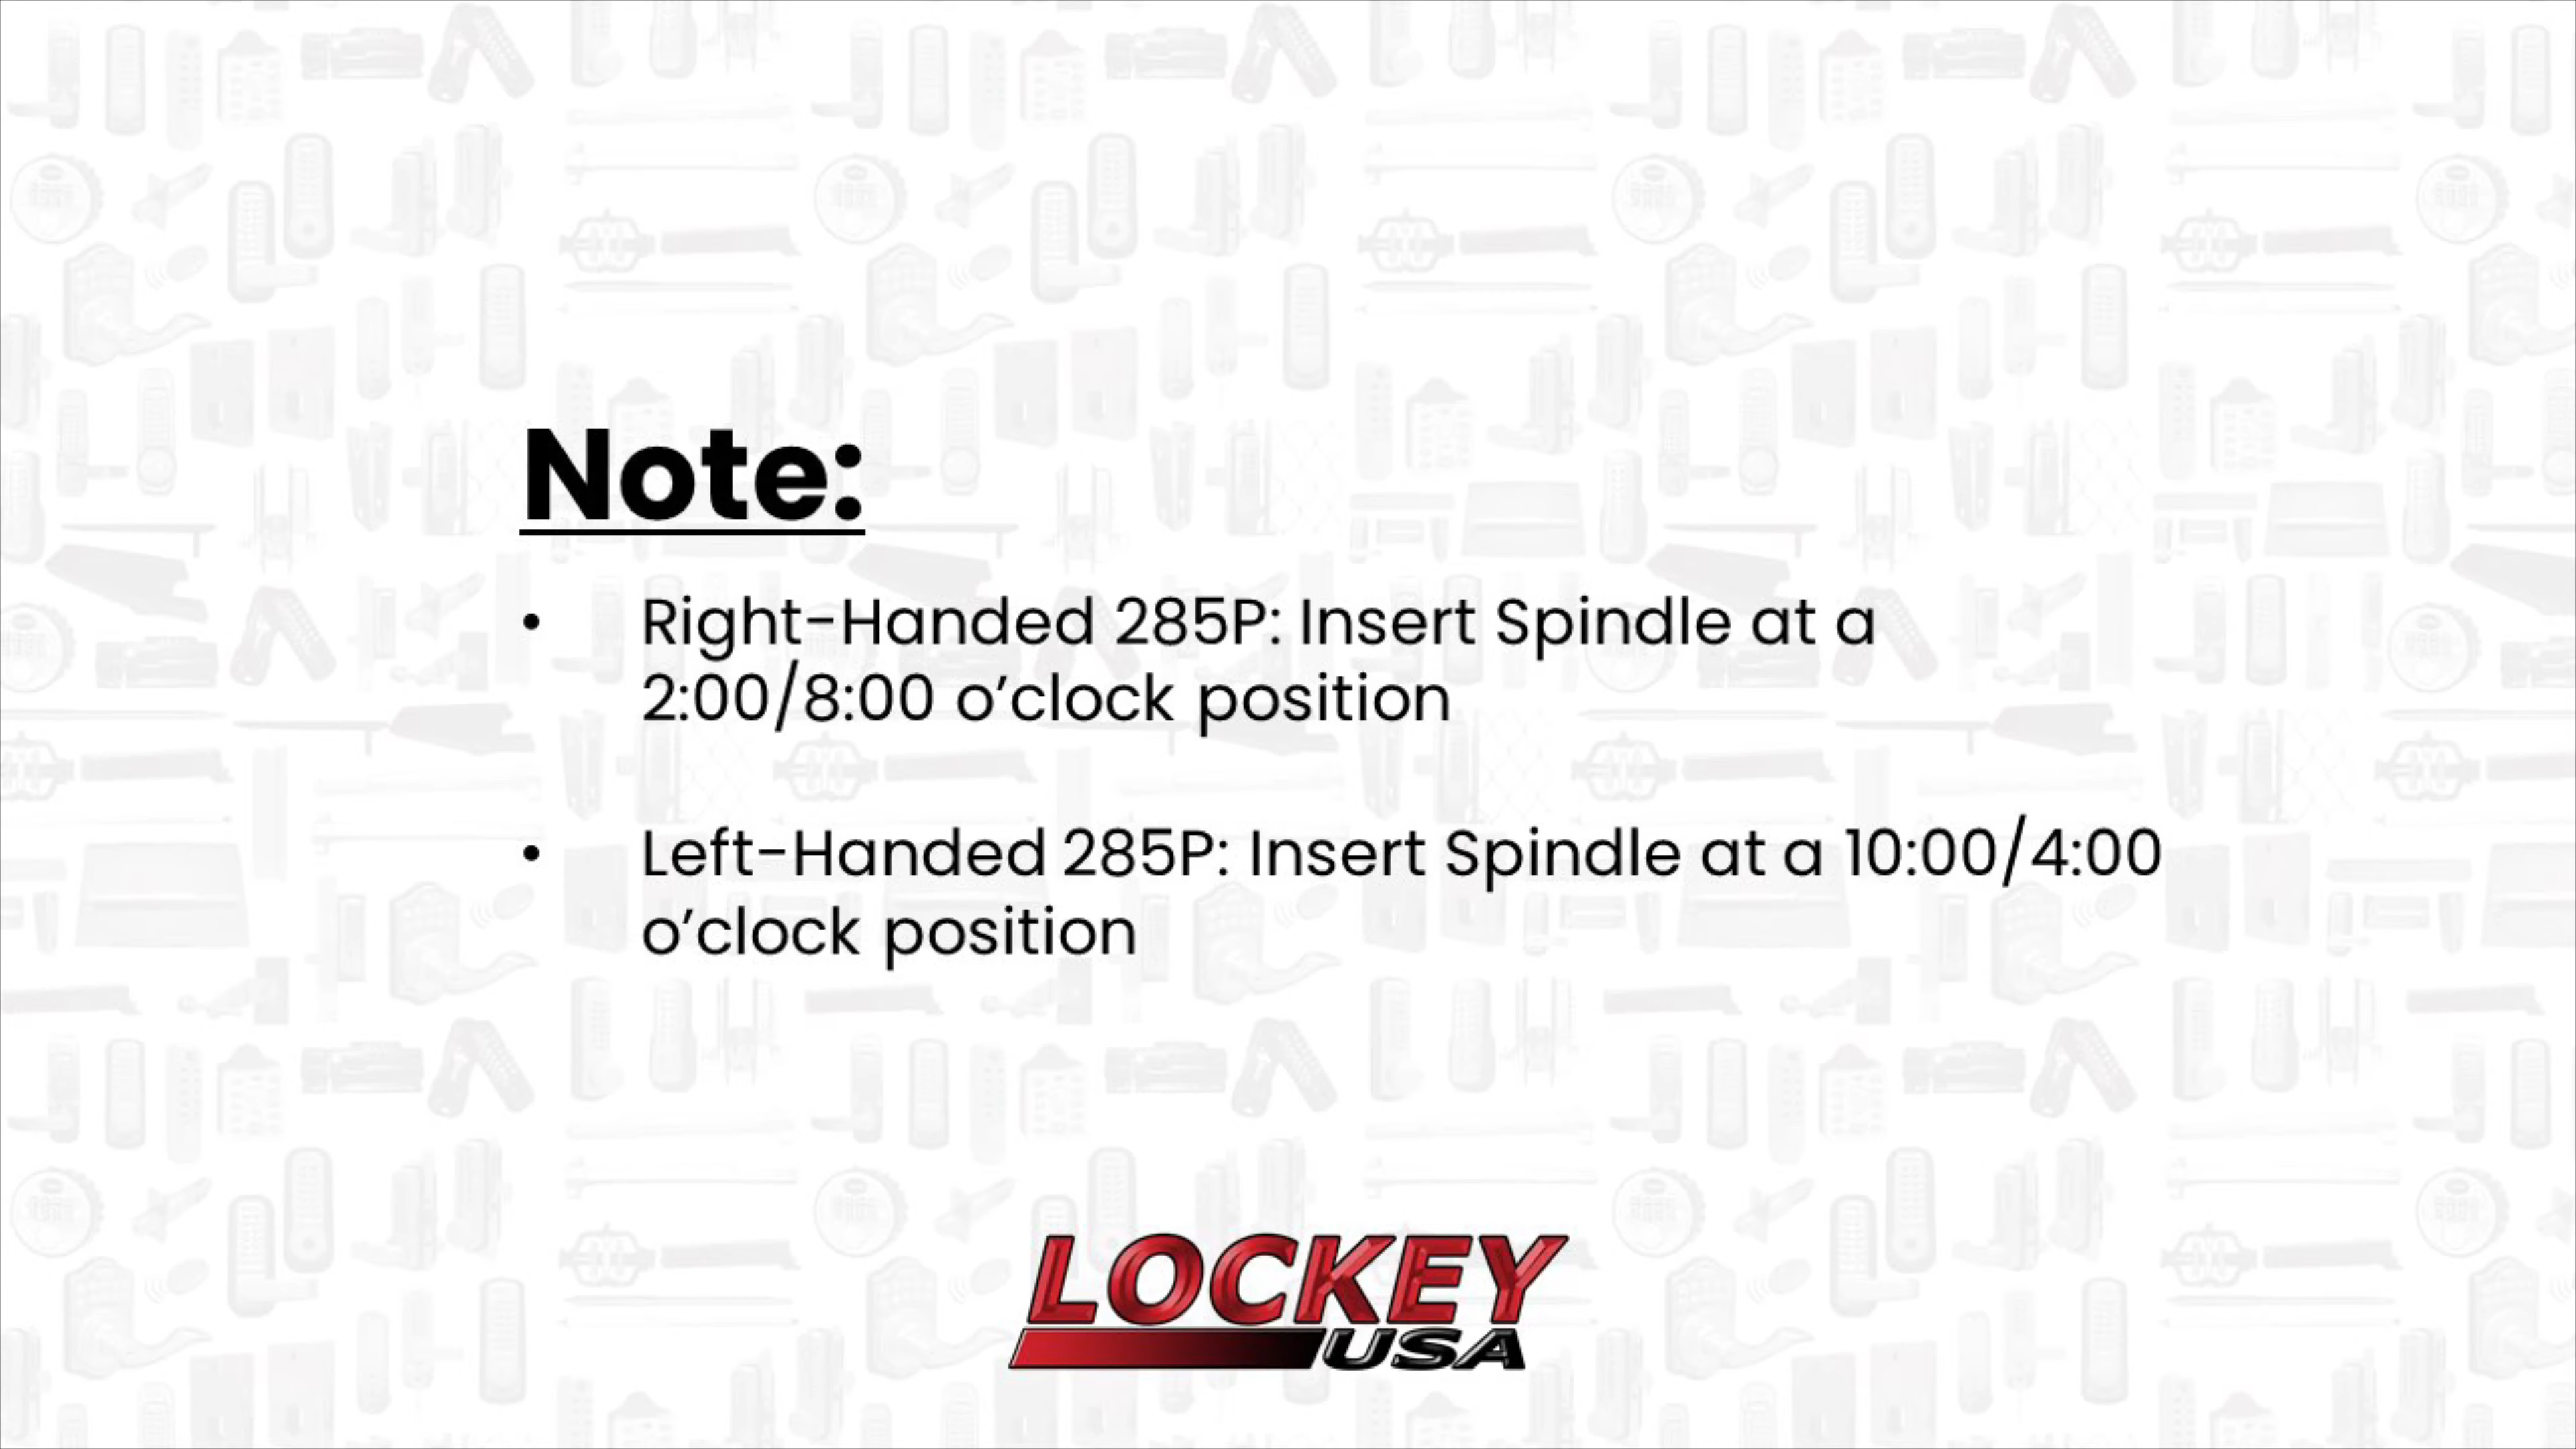 Note:
• Right-Handed 285P: Insert Spindle at a
2:00/8:00 o’clock position
• Left-Handed 285P: Insert Spindle at a 10:00/4:00
o’clock position
LOCKEY
USA